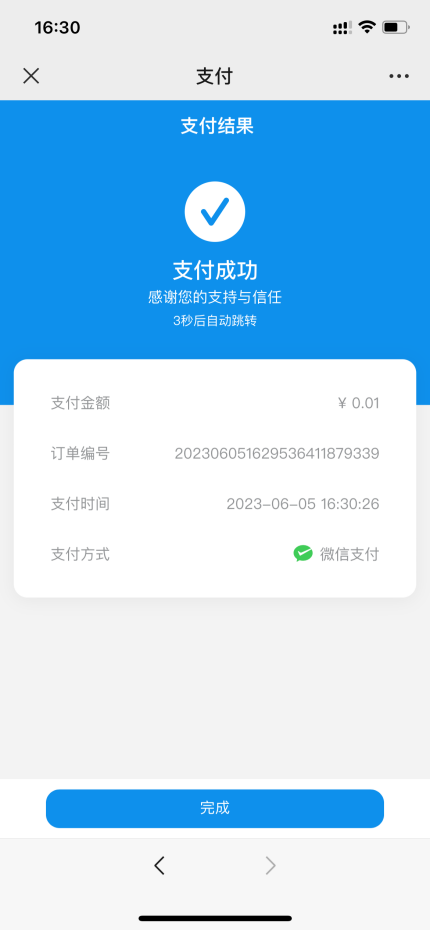 16:30
支付
支付结果
支付成功
感谢您的支持与信任
3秒后自动跳转
支付金额 ¥ 0.01
订单编号 202306051629536411879339
支付时间 2023-06-05 16:30:26
支付方式 微信支付
完成